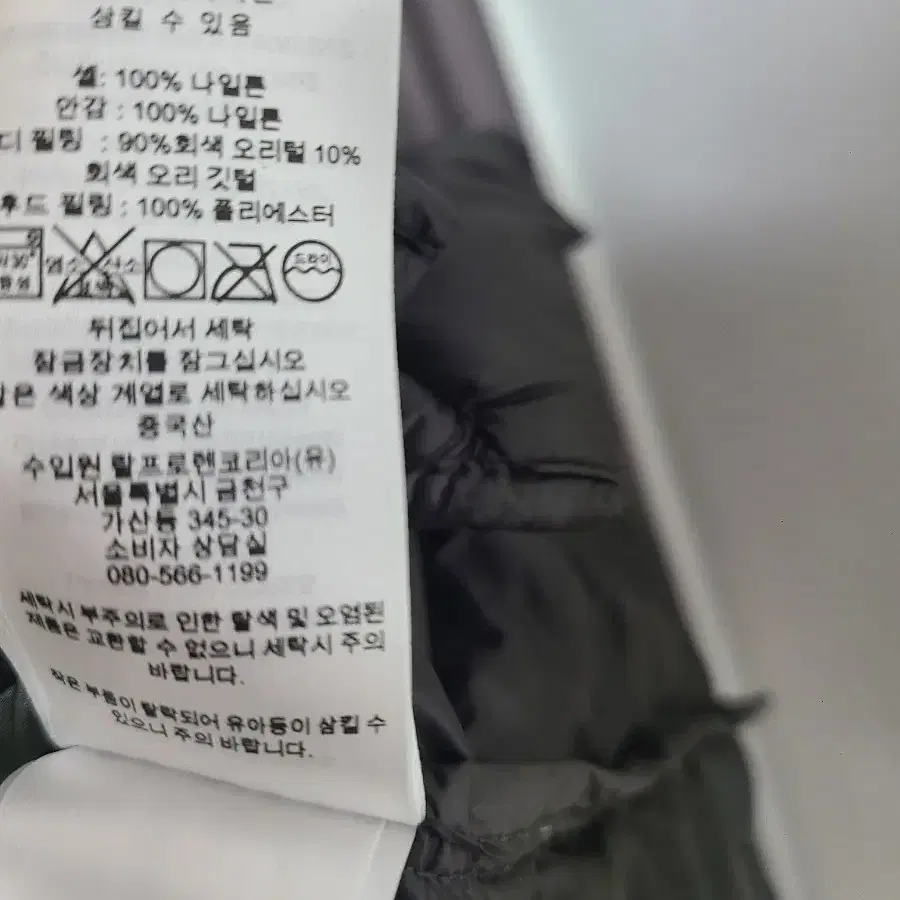 삼킬 수 있음
쉘: 100% 나일론
안감 : 100% 나일론
디 필링 : 90%회색 오리털 10%
회색 오리 깃털
후드 필링 : 100% 폴리에스터
드라이
뒤집어서 세탁
잠금장치를 잠그십시오
같은 색상 계열로 세탁하십시오
중국산
수입원 랄프로렌코리아(유)
서울특별시 금천구
가산동 345-30
소비자 상담실
080-566-1199
세탁시 부주의로 인한 탈색 및 오염된
제품은 교환할 수 없으니 세탁시 주의
바랍니다.
작은 부품이 탈락되어 유아등이 삼킬 수
있으니 주의 바랍니다.